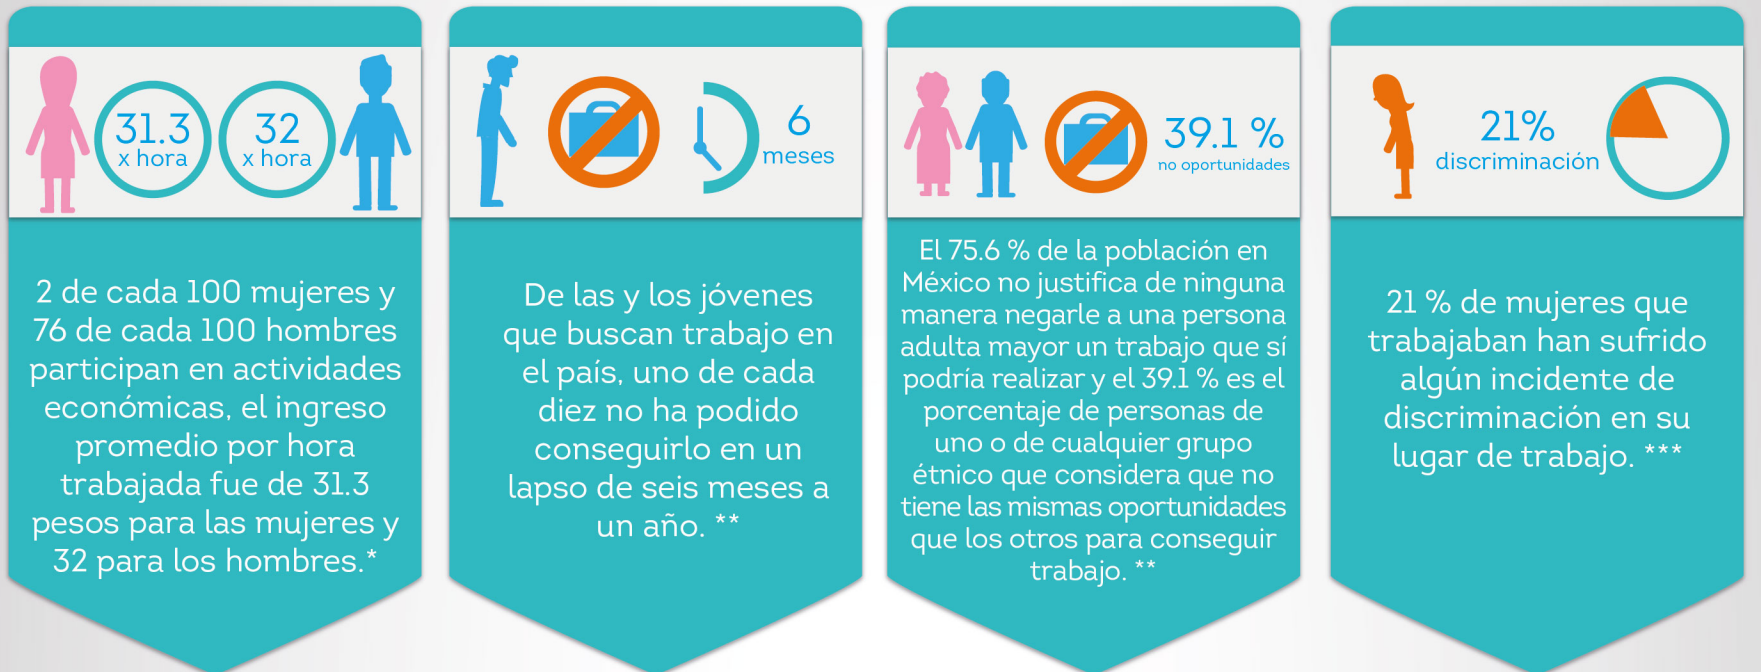 31.3
x hora
32
x hora
2 de cada 100 mujeres y
76 de cada 100 hombres
participan en actividades
económicas, el ingreso
promedio por hora
trabajada fue de 31.3
pesos para las mujeres y
32 para los hombres.*
6
meses
De las y los jóvenes
que buscan trabajo en
el país, uno de cada
diez no ha podido
conseguirlo en un
lapso de seis meses a
un año. **
39.1 %
no oportunidades
El 75.6 % de la población en
México no justifica de ninguna
manera negarle a una persona
adulta mayor un trabajo que sí
podría realizar y el 39.1 % es el
porcentaje de personas de
uno o de cualquier grupo
étnico que considera que no
tiene las mismas oportunidades
que los otros para conseguir
trabajo. **
21%
discriminación
21 % de mujeres que
trabajaban han sufrido
algún incidente de
discriminación en su
lugar de trabajo. ***